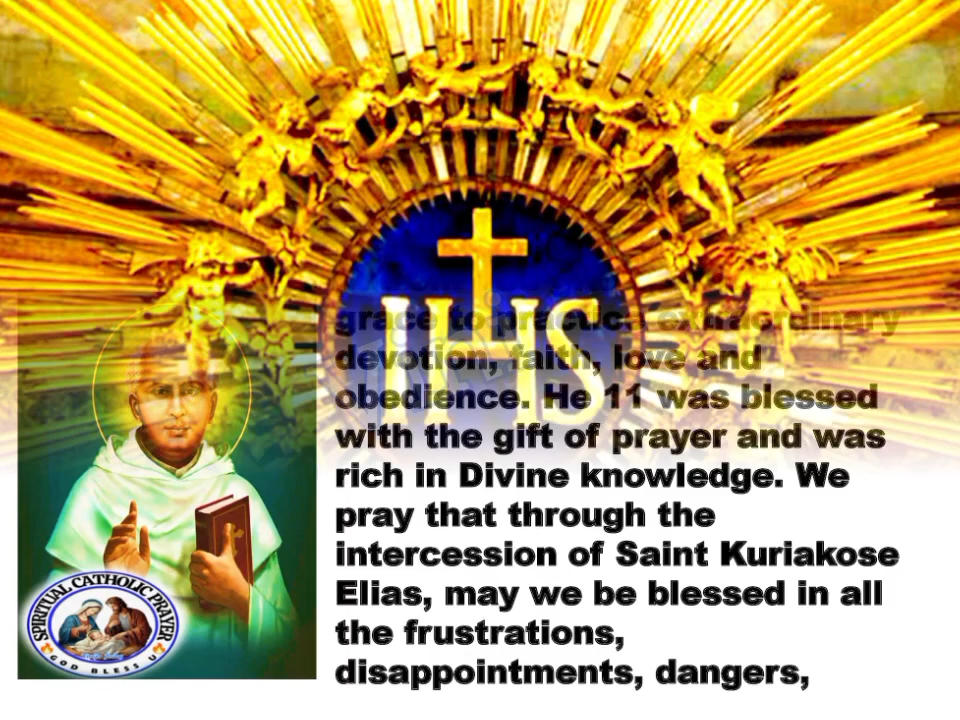 IHS
grace to practice extraordinary
devotion, faith, love and
obedience. He 11 was blessed
with the gift of prayer and was
rich in Divine knowledge. We
pray that through the
intercession of Saint Kuriakose
Elias, may we be blessed in all
the frustrations,
disappointments, dangers,
SPIRITUAL CATHOLIC PRAYER
GOD BLESS U